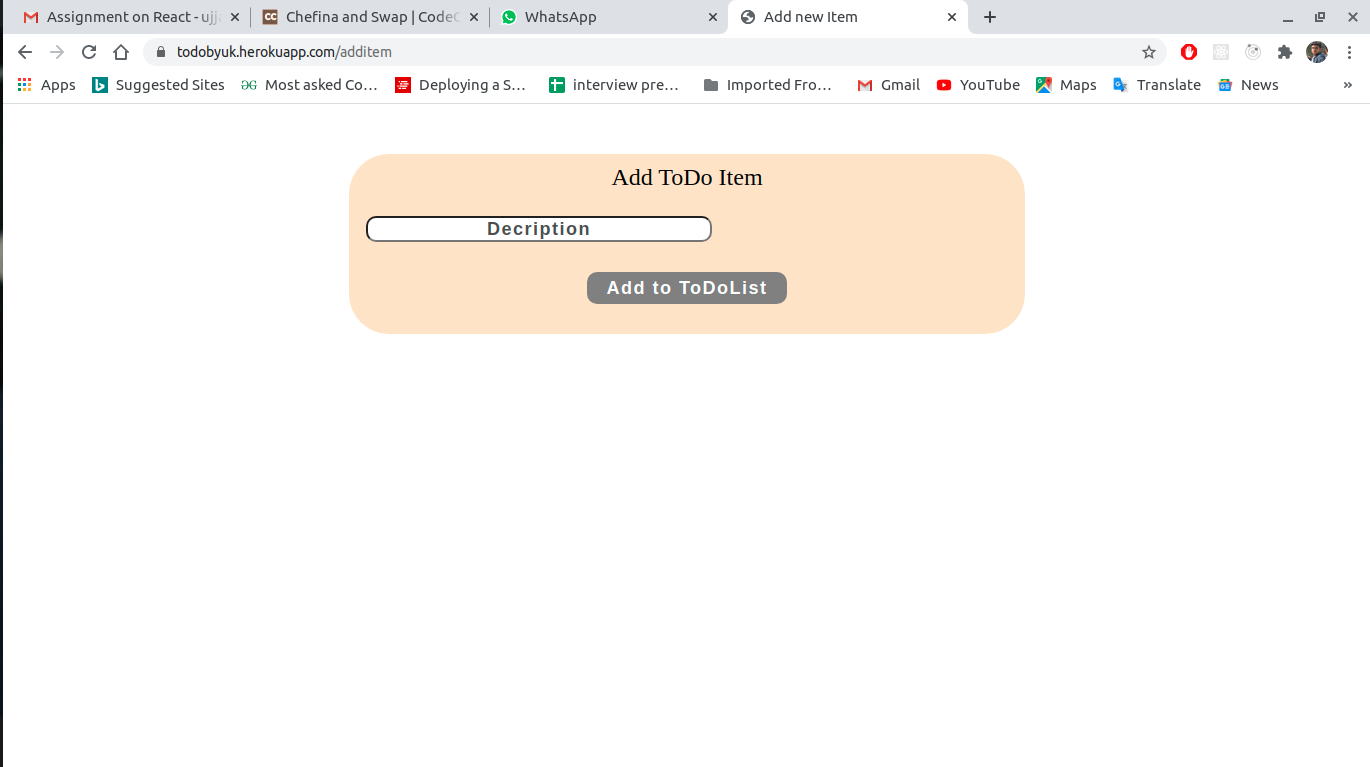 Assignment on React - ujj
Chefina and Swap | CodeC
WhatsApp
Add new Item
todobyuk.herokuapp.com/additem
Apps
Suggested Sites
Most asked Co...
Deploying a S...
interview pre...
Imported Fro...
Gmail
YouTube
Maps
Translate
News
»
Add ToDo Item
Decription
Add to ToDoList